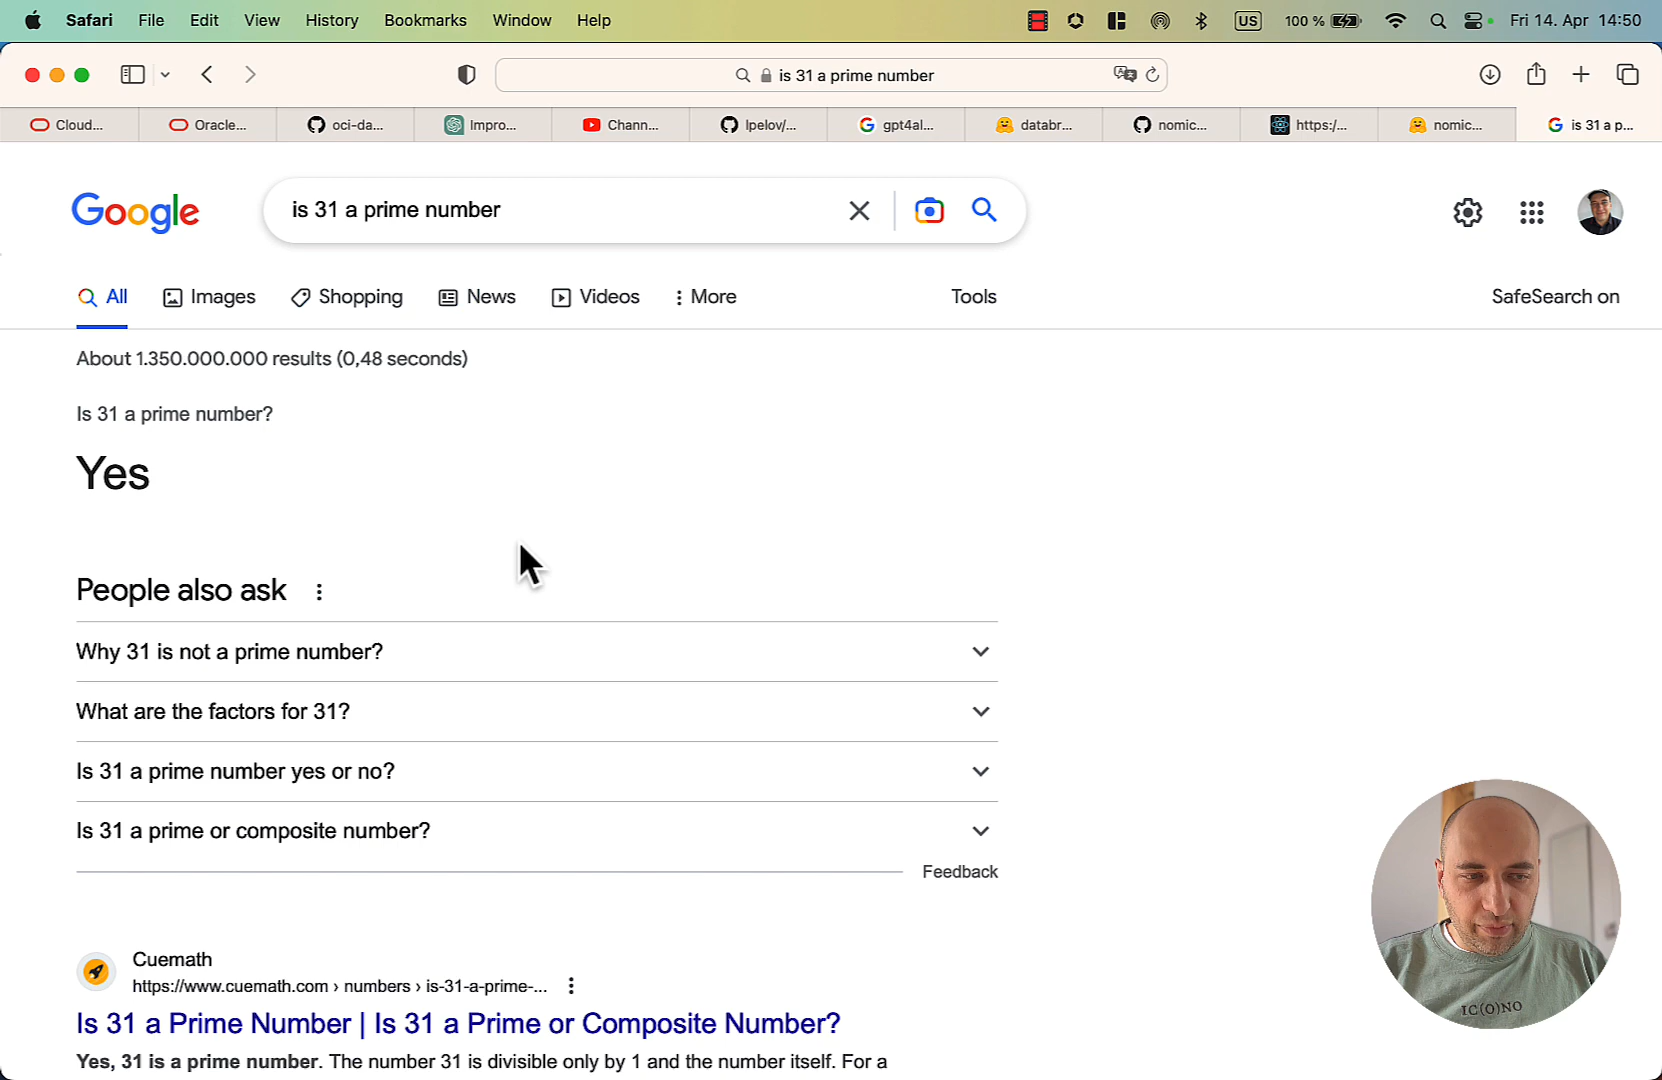 Safari File Edit View History Bookmarks Window Help US 100 % Fri 14. Apr 14:50
is 31 a prime number
Cloud... Oracle... oci-da... Impro... Chann... lpelov/... gpt4al... databr... nomic... https:/... nomic... is 31 a p...
Google is 31 a prime number
All Images Shopping News Videos More Tools SafeSearch on
About 1.350.000.000 results (0,48 seconds)
Is 31 a prime number?
Yes
People also ask
Why 31 is not a prime number?
What are the factors for 31?
Is 31 a prime number yes or no?
Is 31 a prime or composite number?
Feedback
Cuemath
https://www.cuemath.com › numbers › is-31-a-prime-...
Is 31 a Prime Number | Is 31 a Prime or Composite Number?
Yes, 31 is a prime number. The number 31 is divisible only by 1 and the number itself. For a
IC(O)NO